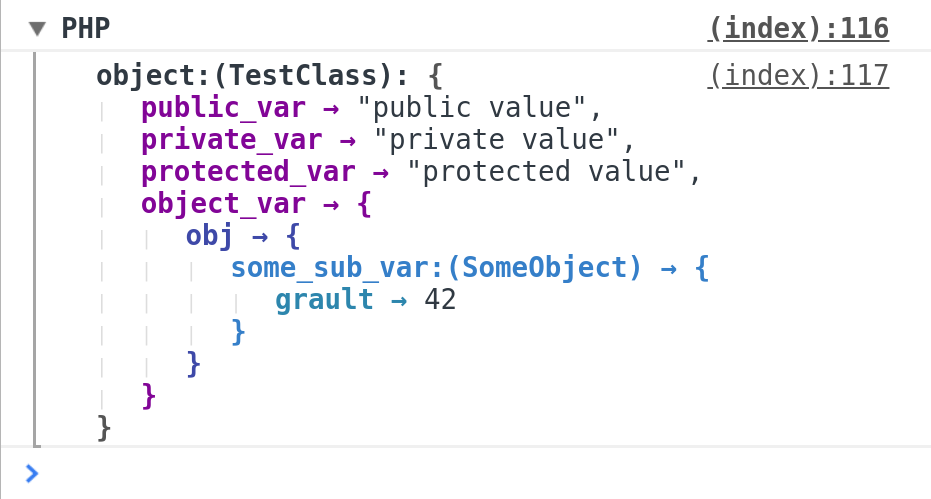 PHP (index):116
object:(TestClass): { (index):117
public_var → "public value",
private_var → "private value",
protected_var → "protected value",
object_var → {
obj → {
some_sub_var:(SomeObject) → {
grault → 42
}
}
}
}